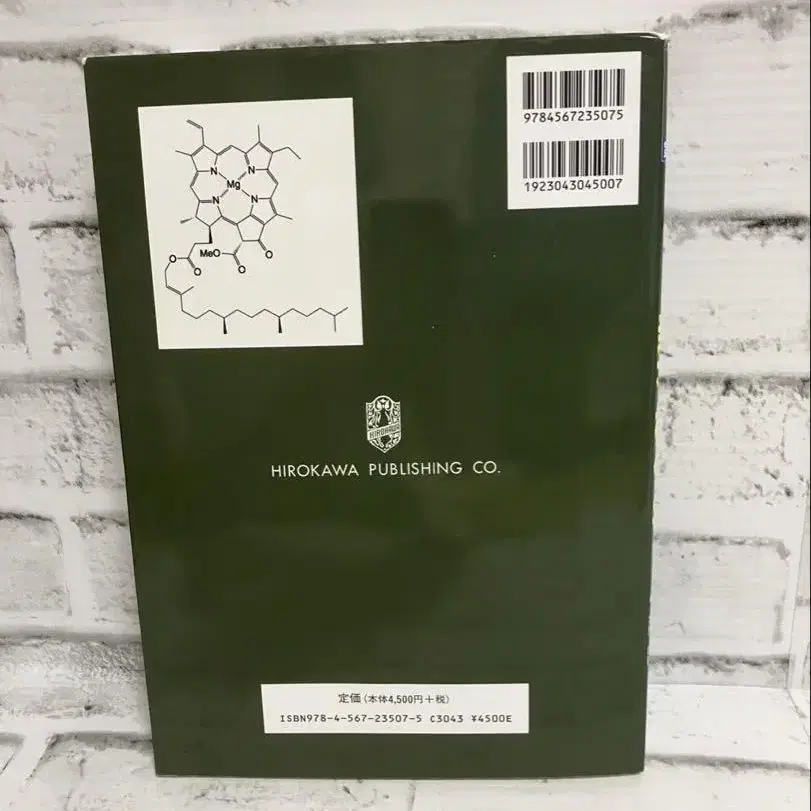 9784567235075
1923043045007
N
N
Mg
N
N
MeO
O
O
O
O
O
HIROKAWA
HIROKAWA PUBLISHING CO.
定価(本体4,500円+税)
ISBN978-4-567-23507-5 C3043 ¥4500E